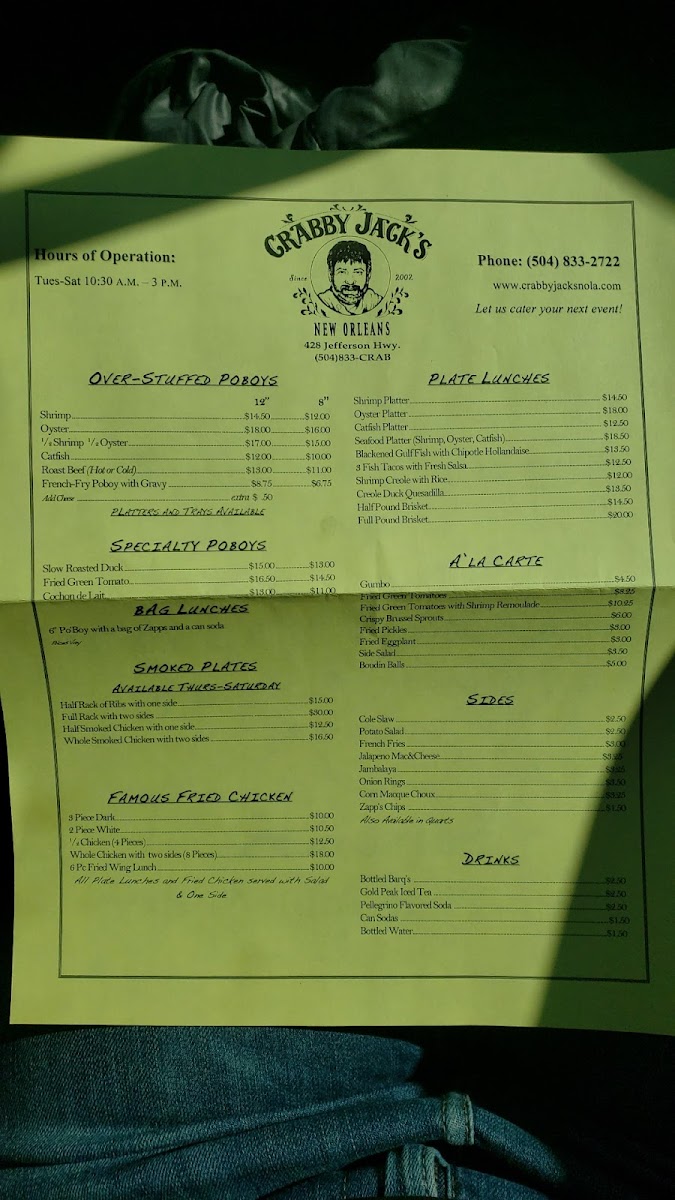 CRABBY JACK'S
Since 2002
NEW ORLEANS
428 Jefferson Hwy.
(504)833-CRAB
Hours of Operation:
Tues-Sat 10:30 A.M. – 3 P.M.
Phone: (504) 833-2722
www.crabbyjacksnola.com
Let us cater your next event!
OVER-STUFFED POBOYS
12" 8"
Shrimp $14.50 $12.00
Oyster $18.00 $16.00
1/2 Shrimp 1/2 Oyster $17.00 $15.00
Catfish $12.00 $10.00
Roast Beef (Hot or Cold) $13.00 $11.00
French-Fry Poboy with Gravy $8.75 $6.75
Add Cheese extra $ .50
PLATTERS AND TRAYS AVAILABLE
SPECIALTY POBOYS
Slow Roasted Duck $15.00 $13.00
Fried Green Tomato $16.50 $14.50
Cochon de Lait $13.00 $11.00
BAG LUNCHES
6" Po'Boy with a bag of Zapps and a can soda
SMOKED PLATES
AVAILABLE THURS-SATURDAY
Half Rack of Ribs with one side $15.00
Full Rack with two sides $30.00
Half Smoked Chicken with one side $12.50
Whole Smoked Chicken with two sides $16.50
FAMOUS FRIED CHICKEN
3 Piece Dark $10.00
2 Piece White $10.50
1/2 Chicken (4 Pieces) $12.50
Whole Chicken with two sides (8 Pieces) $18.00
6 Pc Fried Wing Lunch $10.00
All Plate Lunches and Fried Chicken served with Salad
& One Side
PLATE LUNCHES
Shrimp Platter $14.50
Oyster Platter $18.00
Catfish Platter $12.50
Seafood Platter (Shrimp, Oyster, Catfish) $18.50
Blackened Gulf Fish with Chipotle Hollandaise $13.50
3 Fish Tacos with Fresh Salsa $12.50
Shrimp Creole with Rice $12.00
Creole Duck Quesadilla $13.50
Half Pound Brisket $14.50
Full Pound Brisket $20.00
A`LA CARTE
Gumbo $4.50
Fried Green Tomatoes $8.25
Fried Green Tomatoes with Shrimp Remoulade $10.25
Crispy Brussel Sprouts $6.00
Fried Pickles $3.00
Fried Eggplant $3.00
Side Salad $3.50
Boudin Balls $5.00
SIDES
Cole Slaw $2.50
Potato Salad $2.50
French Fries $3.00
Jalapeno Mac&Cheese $3.25
Jambalaya $3.25
Onion Rings $3.50
Corn Macque Choux $3.25
Zapp's Chips $1.50
Also Available in Quarts
DRINKS
Bottled Barq's $2.50
Gold Peak Iced Tea $2.50
Pellegrino Flavored Soda $2.50
Can Sodas $1.50
Bottled Water $1.50